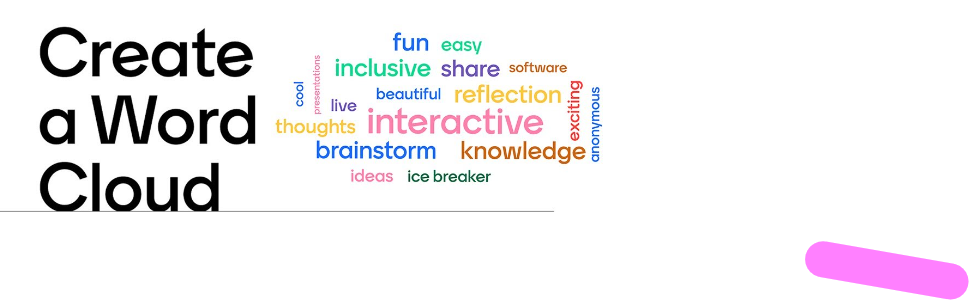 Create
a Word
Cloud
fun easy
inclusive share software
cool presentations live beautiful reflection exciting anonymous
thoughts interactive
brainstorm knowledge
ideas ice breaker